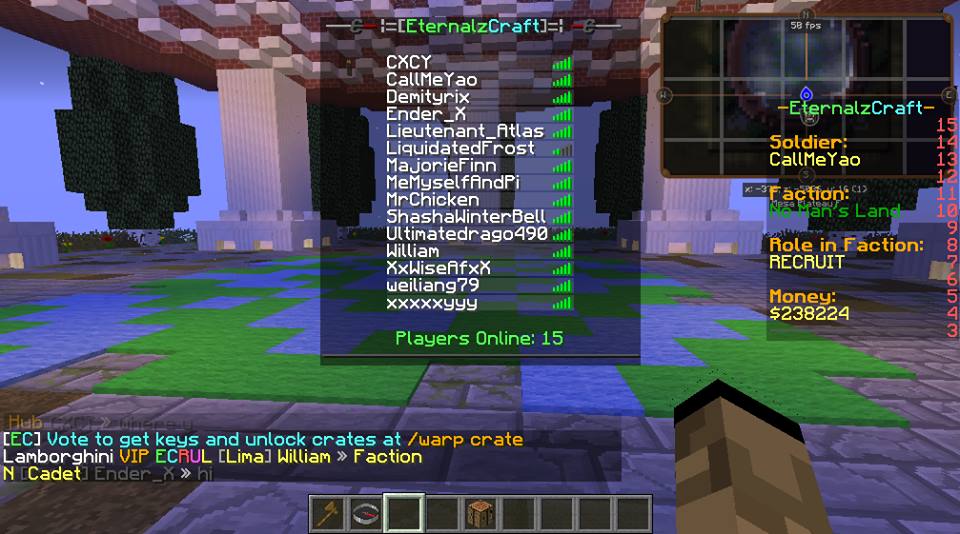 ¦=[EternalzCraft]=¦
CXCY
CallMeYao
Demityrix
Ender_X
Lieutenant_Atlas
LiquidatedFrost
MajorieFinn
MeMyselfAndPi
MrChicken
ShashaWinterBell
Ultimatedrago490
William
XxWiseAfxX
weiliang79
xxxxxyyy
Players Online: 15
N
58 fps
W
E
S
-EternalzCraft-
15
Soldier: 14
CallMeYao 13
12
Faction: 11
No Man's Land 10
9
Role in Faction: 8
RECRUIT 7
6
Money: 5
$238224 4
3
Hub CXCY »
[EC] Vote to get keys and unlock crates at /warp crate
Lamborghini VIP ECRUL [Lima] William » Faction
N [Cadet] Ender_X » hi